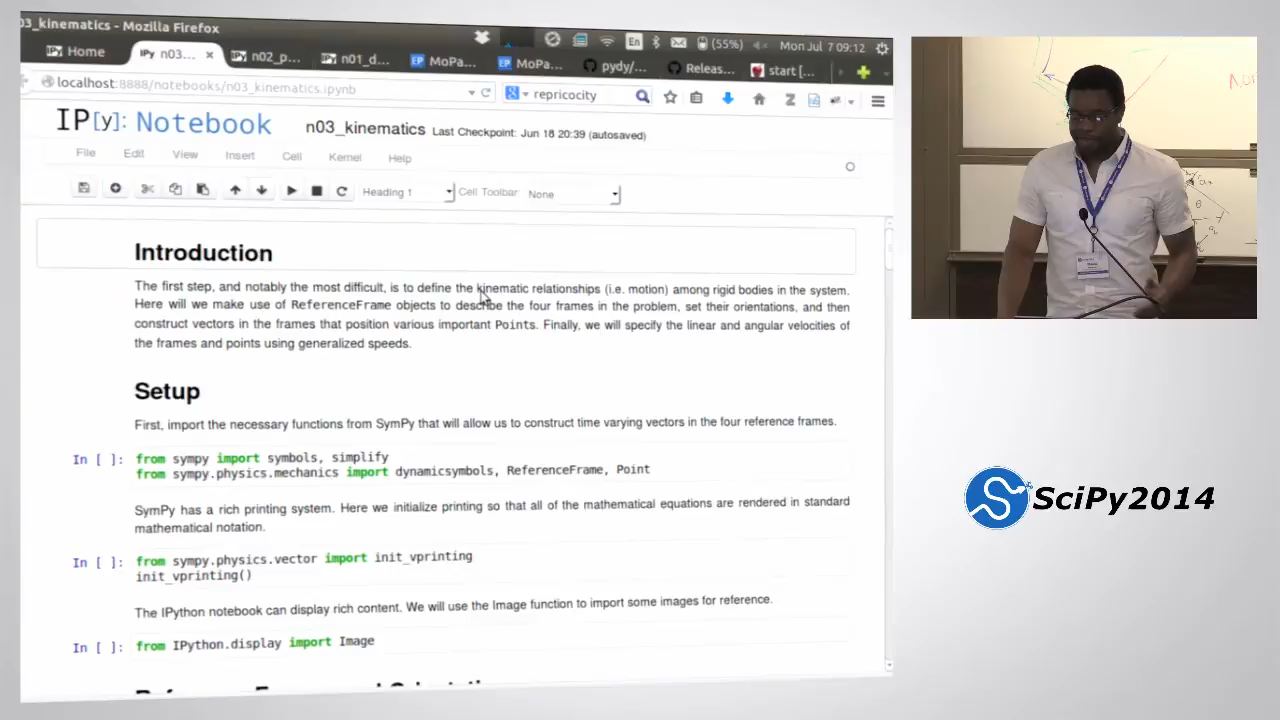 03_kinematics - Mozilla Firefox
En
(55%)
Mon Jul 7 09:12
IPy Home
IPy n03... ×
IPy n02_p...
IPy n01_d...
EP MoPa...
EP MoPa...
pydy/...
Releas...
start [...
localhost:8888/notebooks/n03_kinematics.ipynb
repricocity
IP[y]: Notebook
n03_kinematics Last Checkpoint: Jun 18 20:39 (autosaved)
File Edit View Insert Cell Kernel Help
Heading 1
Cell Toolbar:
None
Introduction
The first step, and notably the most difficult, is to define the kinematic relationships (i.e. motion) among rigid bodies in the system.
Here will we make use of ReferenceFrame objects to describe the four frames in the problem, set their orientations, and then
construct vectors in the frames that position various important Points. Finally, we will specify the linear and angular velocities of
the frames and points using generalized speeds.
Setup
First, import the necessary functions from SymPy that will allow us to construct time varying vectors in the four reference frames.
In [ ]: from sympy import symbols, simplify
from sympy.physics.mechanics import dynamicsymbols, ReferenceFrame, Point
SymPy has a rich printing system. Here we initialize printing so that all of the mathematical equations are rendered in standard
mathematical notation.
In [ ]: from sympy.physics.vector import init_vprinting
init_vprinting()
The IPython notebook can display rich content. We will use the Image function to import some images for reference.
In [ ]: from IPython.display import Image
SciPy2014